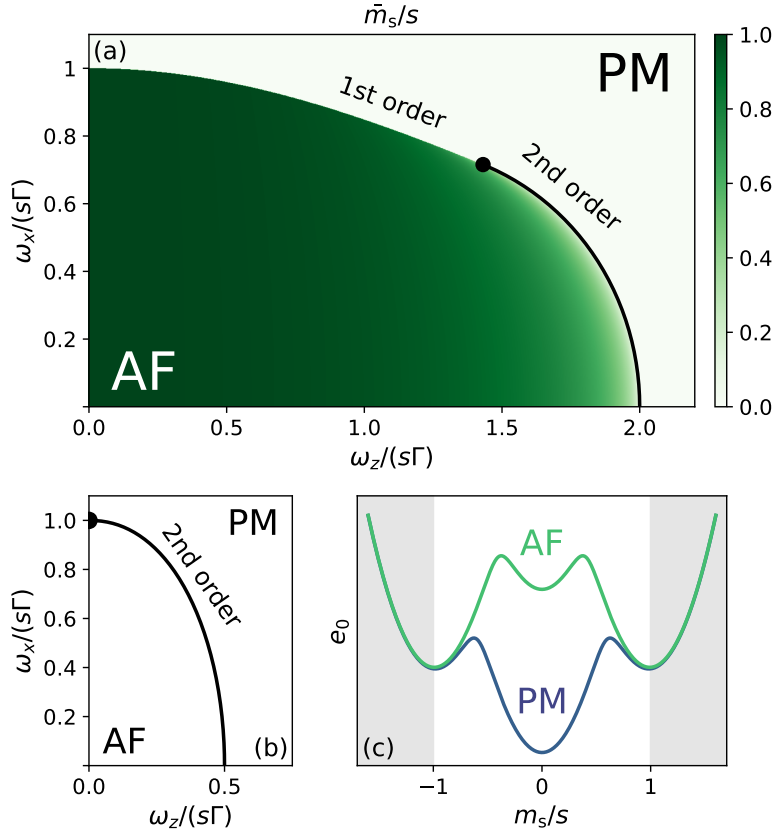 m̄ₛ/s
(a)
PM
1st order
2nd order
AF
ωₓ/(sΓ)
1
0.8
0.6
0.4
0.2
0.0 0.5 1.0 1.5 2.0
ω_z/(sΓ)
1.0
0.8
0.6
0.4
0.2
0.0
PM
2nd order
AF
(b)
ωₓ/(sΓ)
1.0
0.8
0.6
0.4
0.2
0.0 0.5
ω_z/(sΓ)
AF
PM
(c)
e₀
−1 0 1
mₛ/s